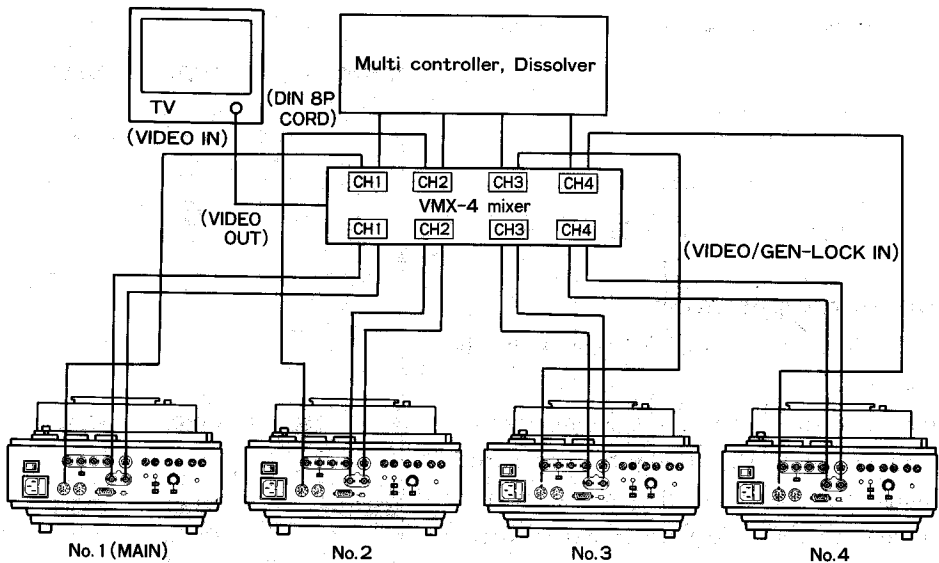 Multi controller, Dissolver
TV
(DIN 8P
CORD)
(VIDEO IN)
CH1 CH2 CH3 CH4
VMX-4 mixer
(VIDEO
OUT)
CH1 CH2 CH3 CH4
(VIDEO/GEN-LOCK IN)
No.1(MAIN) No.2 No.3 No.4